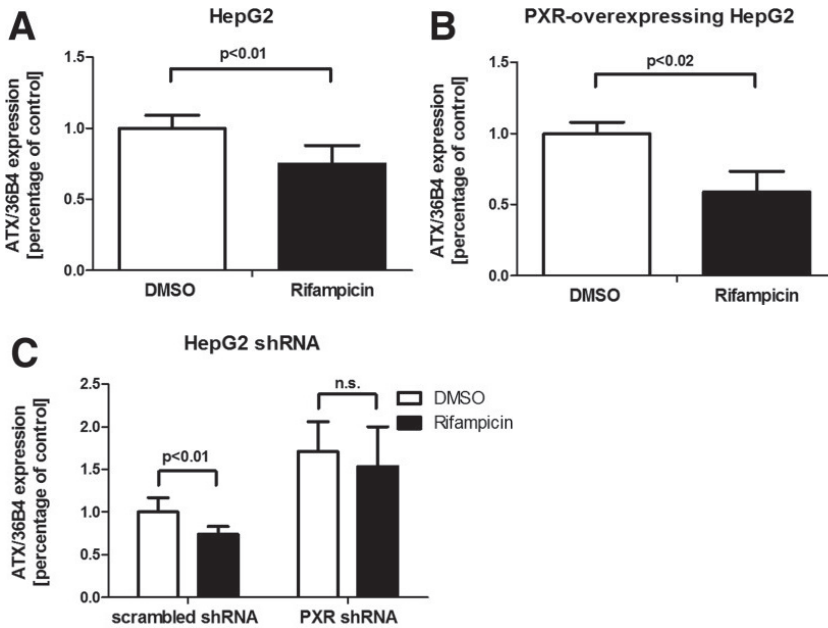 A
HepG2
ATX/36B4 expression
[percentage of control]
1.5
1.0
0.5
0.0
p<0.01
DMSO
Rifampicin
B
PXR-overexpressing HepG2
ATX/36B4 expression
[percentage of control]
1.5
1.0
0.5
0.0
p<0.02
DMSO
Rifampicin
C
HepG2 shRNA
ATX/36B4 expression
[percentage of control]
2.5
2.0
1.5
1.0
0.5
0.0
p<0.01
n.s.
DMSO
Rifampicin
scrambled shRNA
PXR shRNA